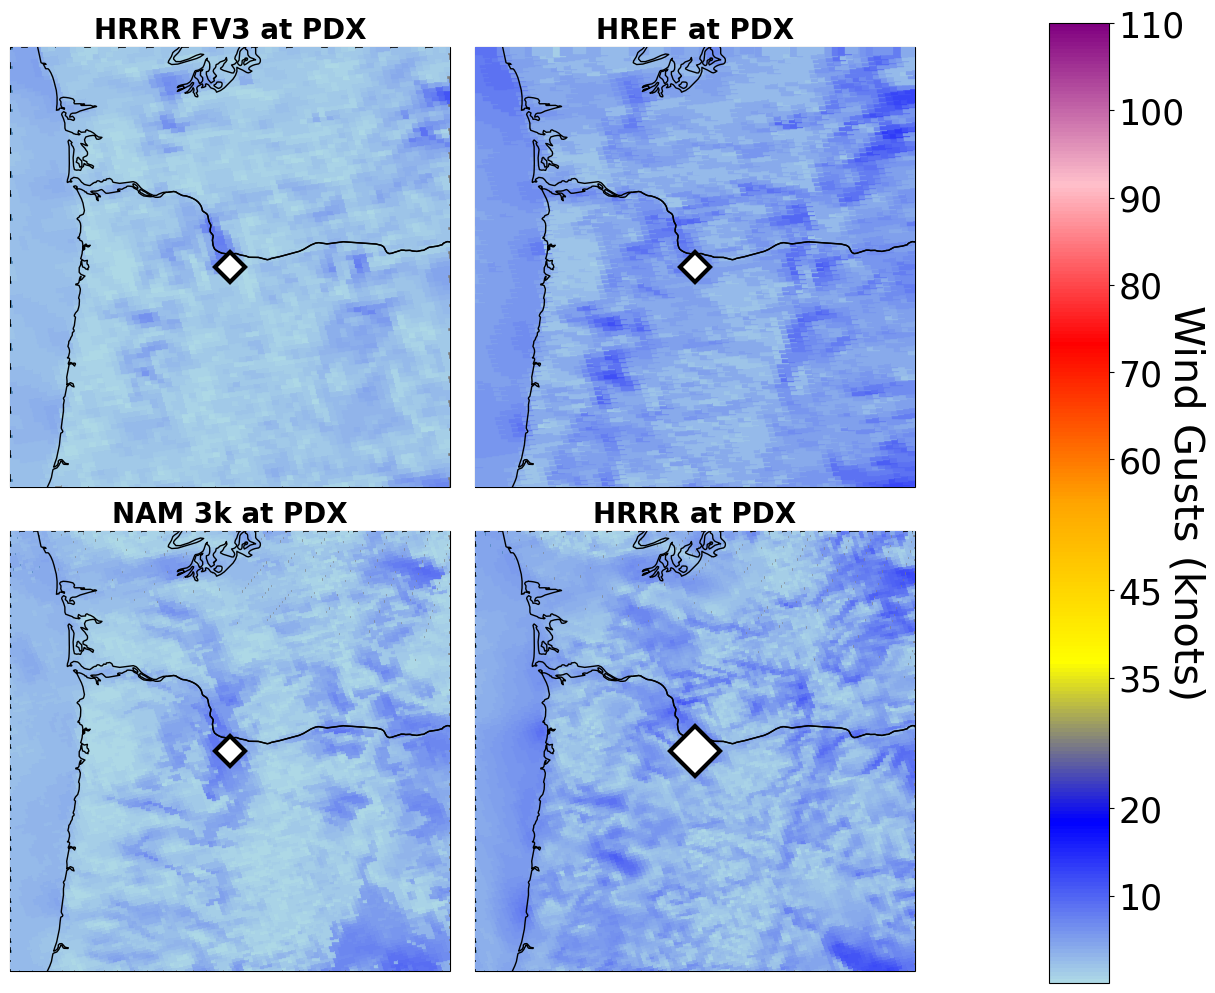 HRRR FV3 at PDX
HREF at PDX
NAM 3k at PDX
HRRR at PDX
110
100
90
80
70
60
45
35
20
10
Wind Gusts (knots)